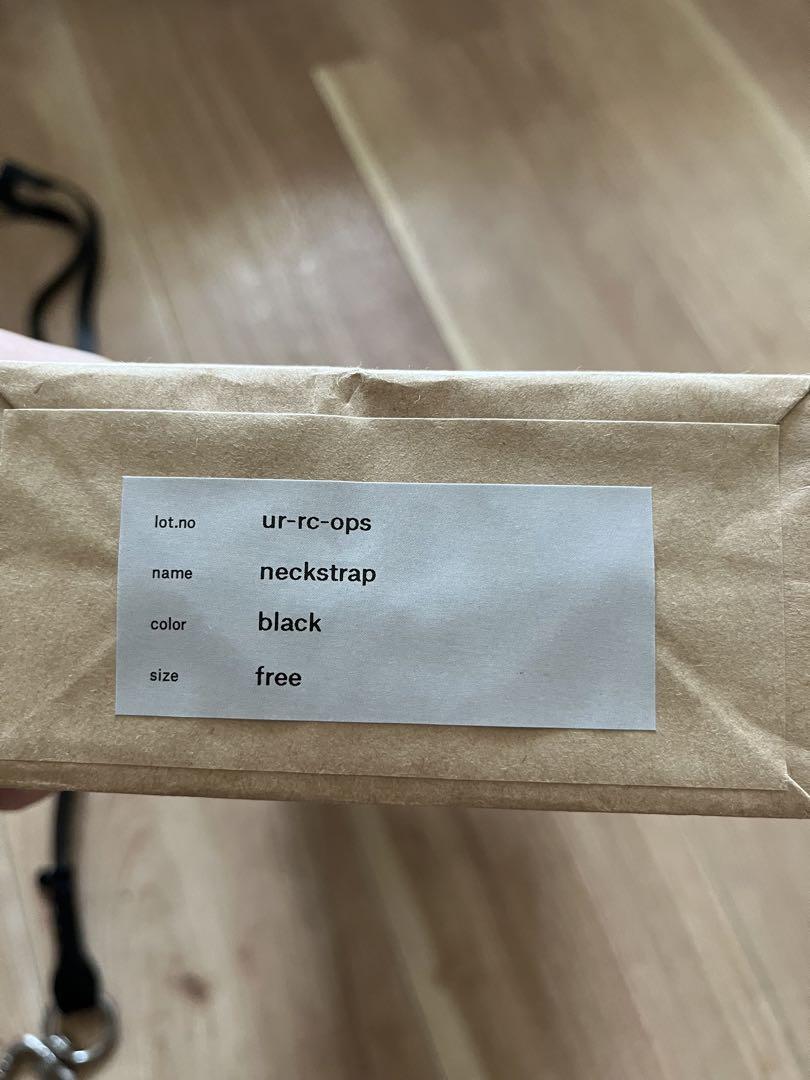 lot.no ur-rc-ops
name neckstrap
color black
size free